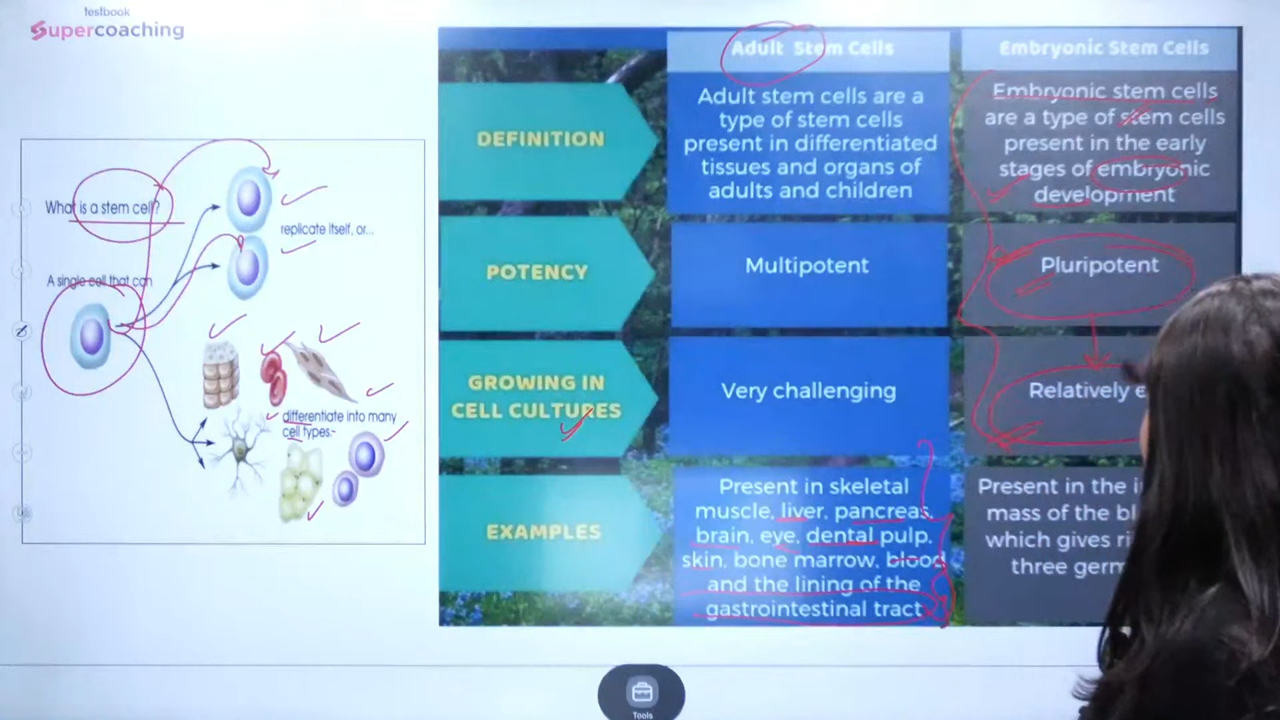 testbook
Supercoaching
What is a stem cell?
A single cell that can
replicate itself, or...
differentiate into many
cell types.-
Adult Stem Cells
Embryonic Stem Cells
DEFINITION
Adult stem cells are a
type of stem cells
present in differentiated
tissues and organs of
adults and children
Embryonic stem cells
are a type of stem cells
present in the early
stages of embryonic
development
POTENCY
Multipotent
Pluripotent
GROWING IN
CELL CULTURES
Very challenging
Relatively
EXAMPLES
Present in skeletal
muscle, liver, pancreas,
brain, eye, dental pulp,
skin, bone marrow, blood
and the lining of the
gastrointestinal tract
Present in the
mass of the
which gives
three
Tools